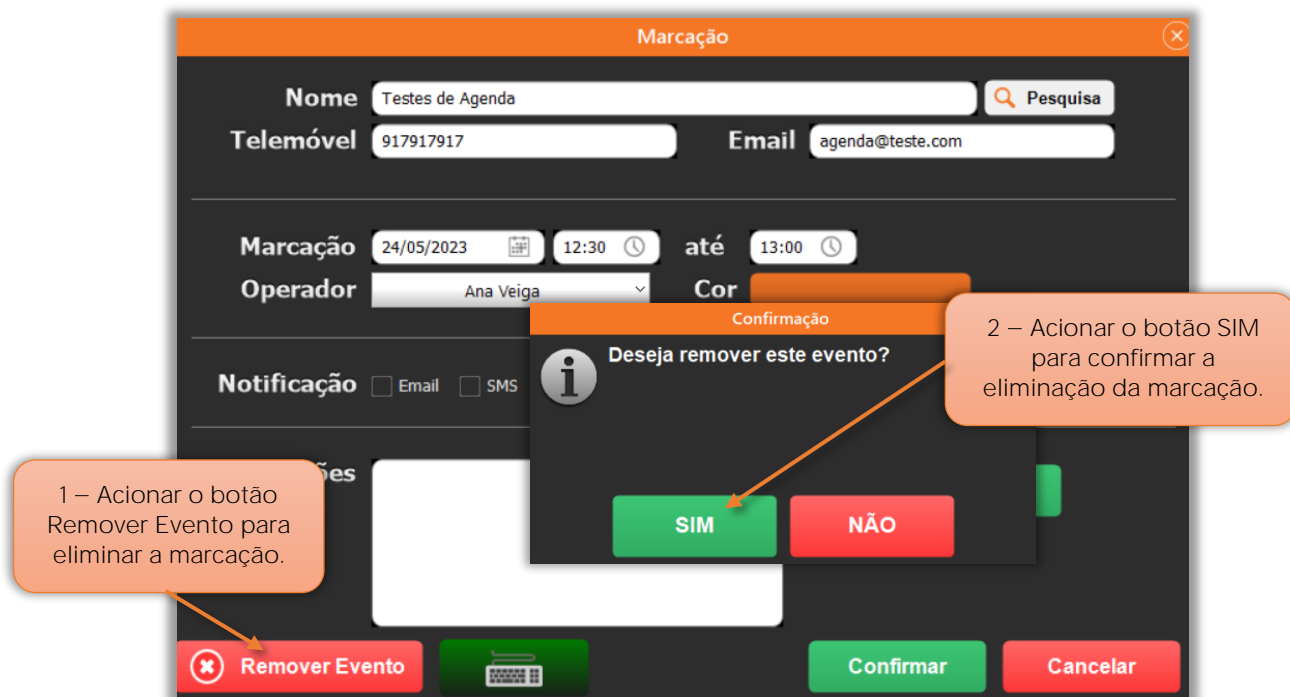 Marcação
Nome Testes de Agenda Pesquisa
Telemóvel 917917917 Email agenda@teste.com
Marcação 24/05/2023 12:30 até 13:00
Operador Ana Veiga Cor
Confirmação
Deseja remover este evento?
2 – Acionar o botão SIM
para confirmar a
eliminação da marcação.
Notificação Email SMS
ões
1 – Acionar o botão
Remover Evento para
eliminar a marcação.
SIM NÃO
Remover Evento Confirmar Cancelar